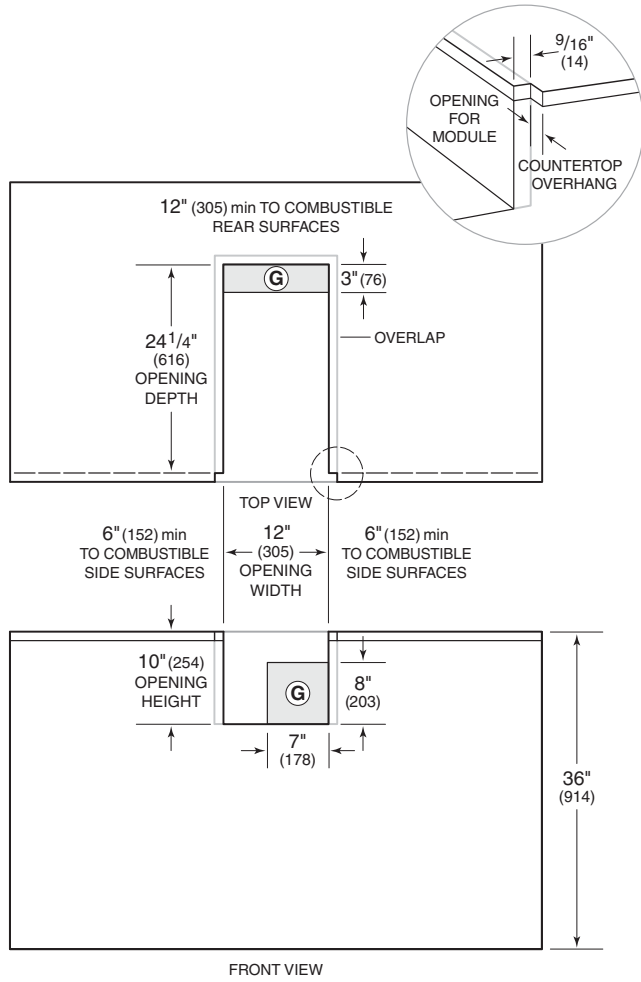 9/16"
(14)
OPENING
FOR
MODULE
COUNTERTOP
OVERHANG
12" (305) min TO COMBUSTIBLE
REAR SURFACES
G
3" (76)
24 1/4"
(616)
OPENING
DEPTH
OVERLAP
TOP VIEW
6" (152) min
TO COMBUSTIBLE
SIDE SURFACES
12"
(305)
OPENING
WIDTH
6" (152) min
TO COMBUSTIBLE
SIDE SURFACES
10" (254)
OPENING
HEIGHT
G
8"
(203)
7"
(178)
36"
(914)
FRONT VIEW